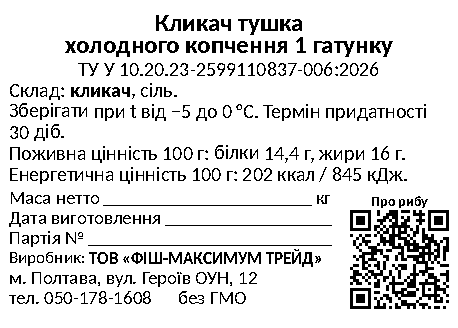 Кликач тушка
холодного копчення 1 гатунку
ТУ У 10.20.23-2599110837-006:2026
Склад: кликач, сіль.
Зберігати при t від −5 до 0 °С. Термін придатності
30 діб.
Поживна цінність 100 г: білки 14,4 г, жири 16 г.
Енергетична цінність 100 г: 202 ккал / 845 кДж.
Маса нетто ______________________ кг
Дата виготовлення _________________
Партія № _________________________
Про рибу
Виробник: ТОВ «ФІШ-МАКСИМУМ ТРЕЙД»
м. Полтава, вул. Героїв ОУН, 12
тел. 050-178-1608 без ГМО